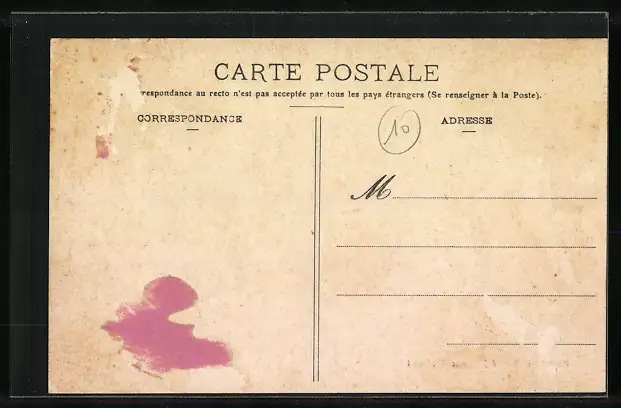 CARTE POSTALE
respondance au recto n'est pas acceptée par tous les pays étrangers (Se renseigner à la Poste).
CORRESPONDANCE
10
ADRESSE
M